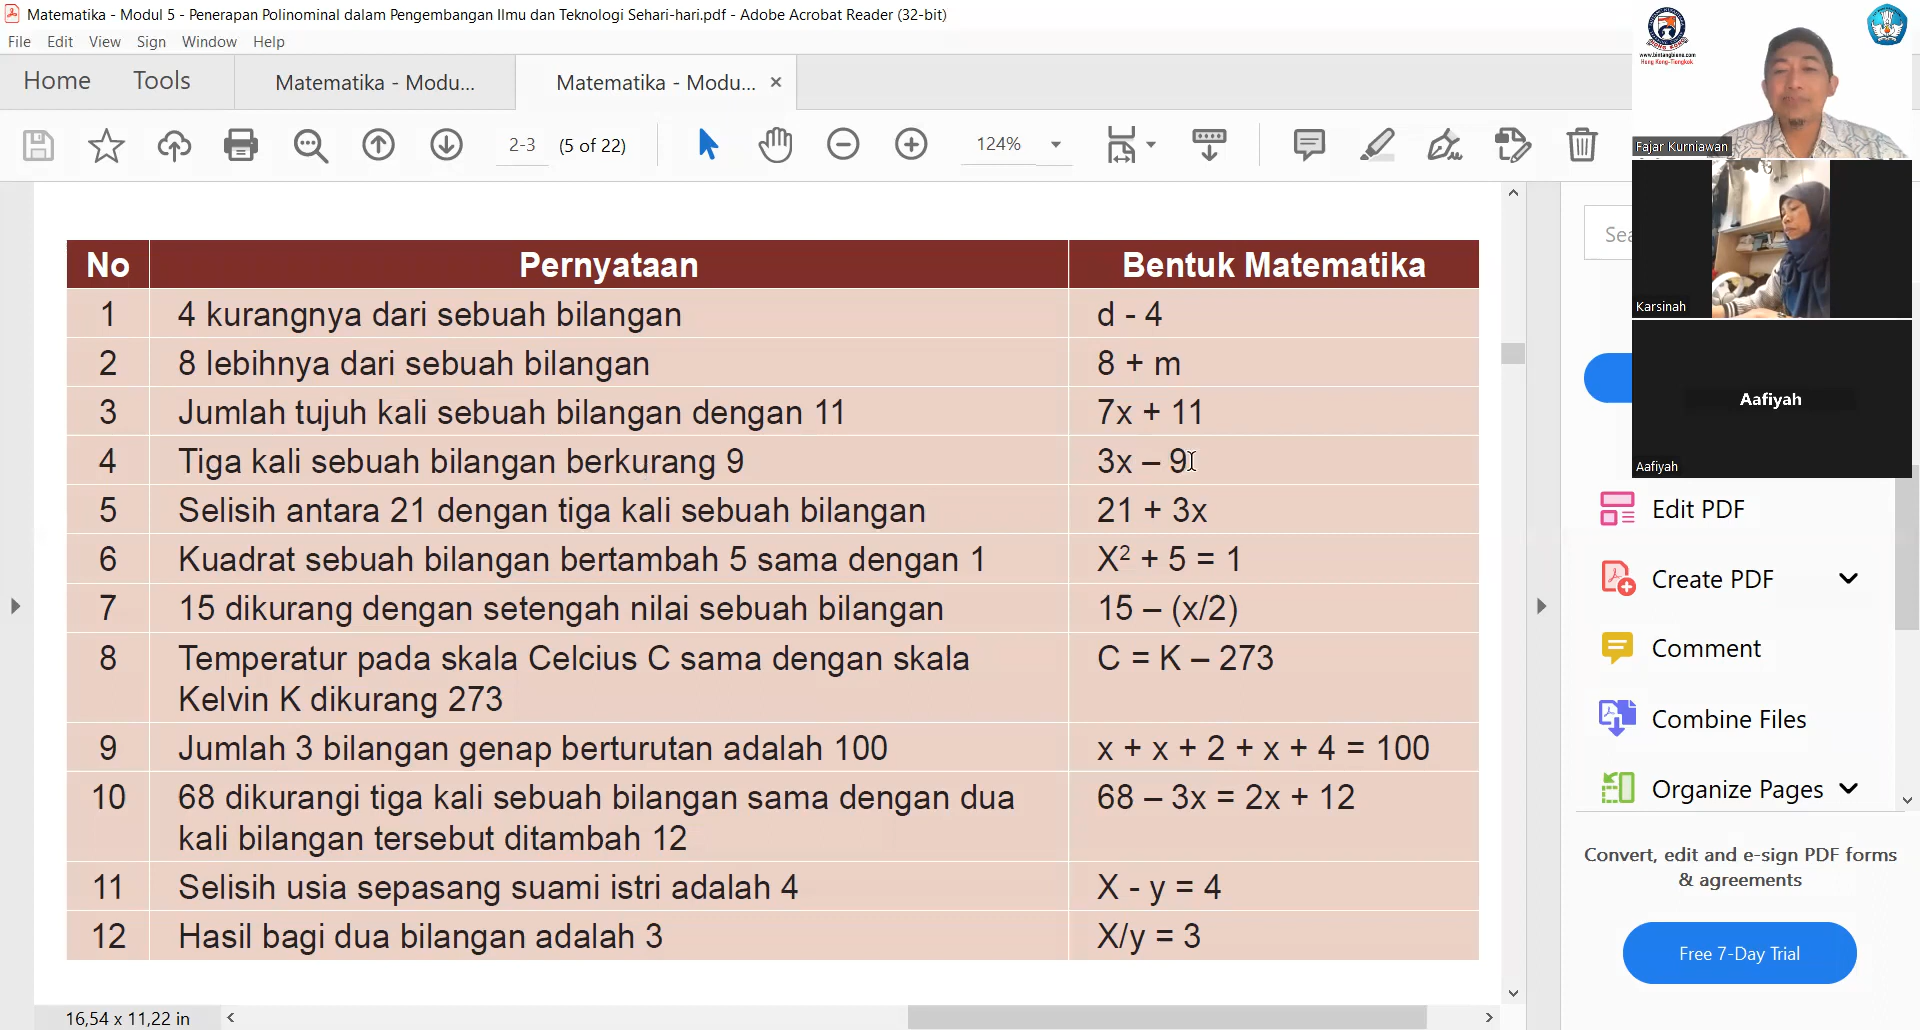 Matematika - Modul 5 - Penerapan Polinominal dalam Pengembangan Ilmu dan Teknologi Sehari-hari.pdf - Adobe Acrobat Reader (32-bit)
File Edit View Sign Window Help
Home Tools Matematika - Modu... Matematika - Modu... ×
2-3 (5 of 22) 124%
No Pernyataan Bentuk Matematika
1 4 kurangnya dari sebuah bilangan d - 4
2 8 lebihnya dari sebuah bilangan 8 + m
3 Jumlah tujuh kali sebuah bilangan dengan 11 7x + 11
4 Tiga kali sebuah bilangan berkurang 9 3x – 9
5 Selisih antara 21 dengan tiga kali sebuah bilangan 21 + 3x
6 Kuadrat sebuah bilangan bertambah 5 sama dengan 1 X² + 5 = 1
7 15 dikurang dengan setengah nilai sebuah bilangan 15 – (x/2)
8 Temperatur pada skala Celcius C sama dengan skala C = K – 273
Kelvin K dikurang 273
9 Jumlah 3 bilangan genap berturutan adalah 100 x + x + 2 + x + 4 = 100
10 68 dikurangi tiga kali sebuah bilangan sama dengan dua 68 – 3x = 2x + 12
kali bilangan tersebut ditambah 12
11 Selisih usia sepasang suami istri adalah 4 X - y = 4
12 Hasil bagi dua bilangan adalah 3 X/y = 3
16,54 x 11,22 in
www.bintangbione.com
Hong Kong-Tiongkok
Fajar Kurniawan
Karsinah
Aafiyah
Aafiyah
Sea
Edit PDF
Create PDF
Comment
Combine Files
Organize Pages
Convert, edit and e-sign PDF forms
& agreements
Free 7-Day Trial